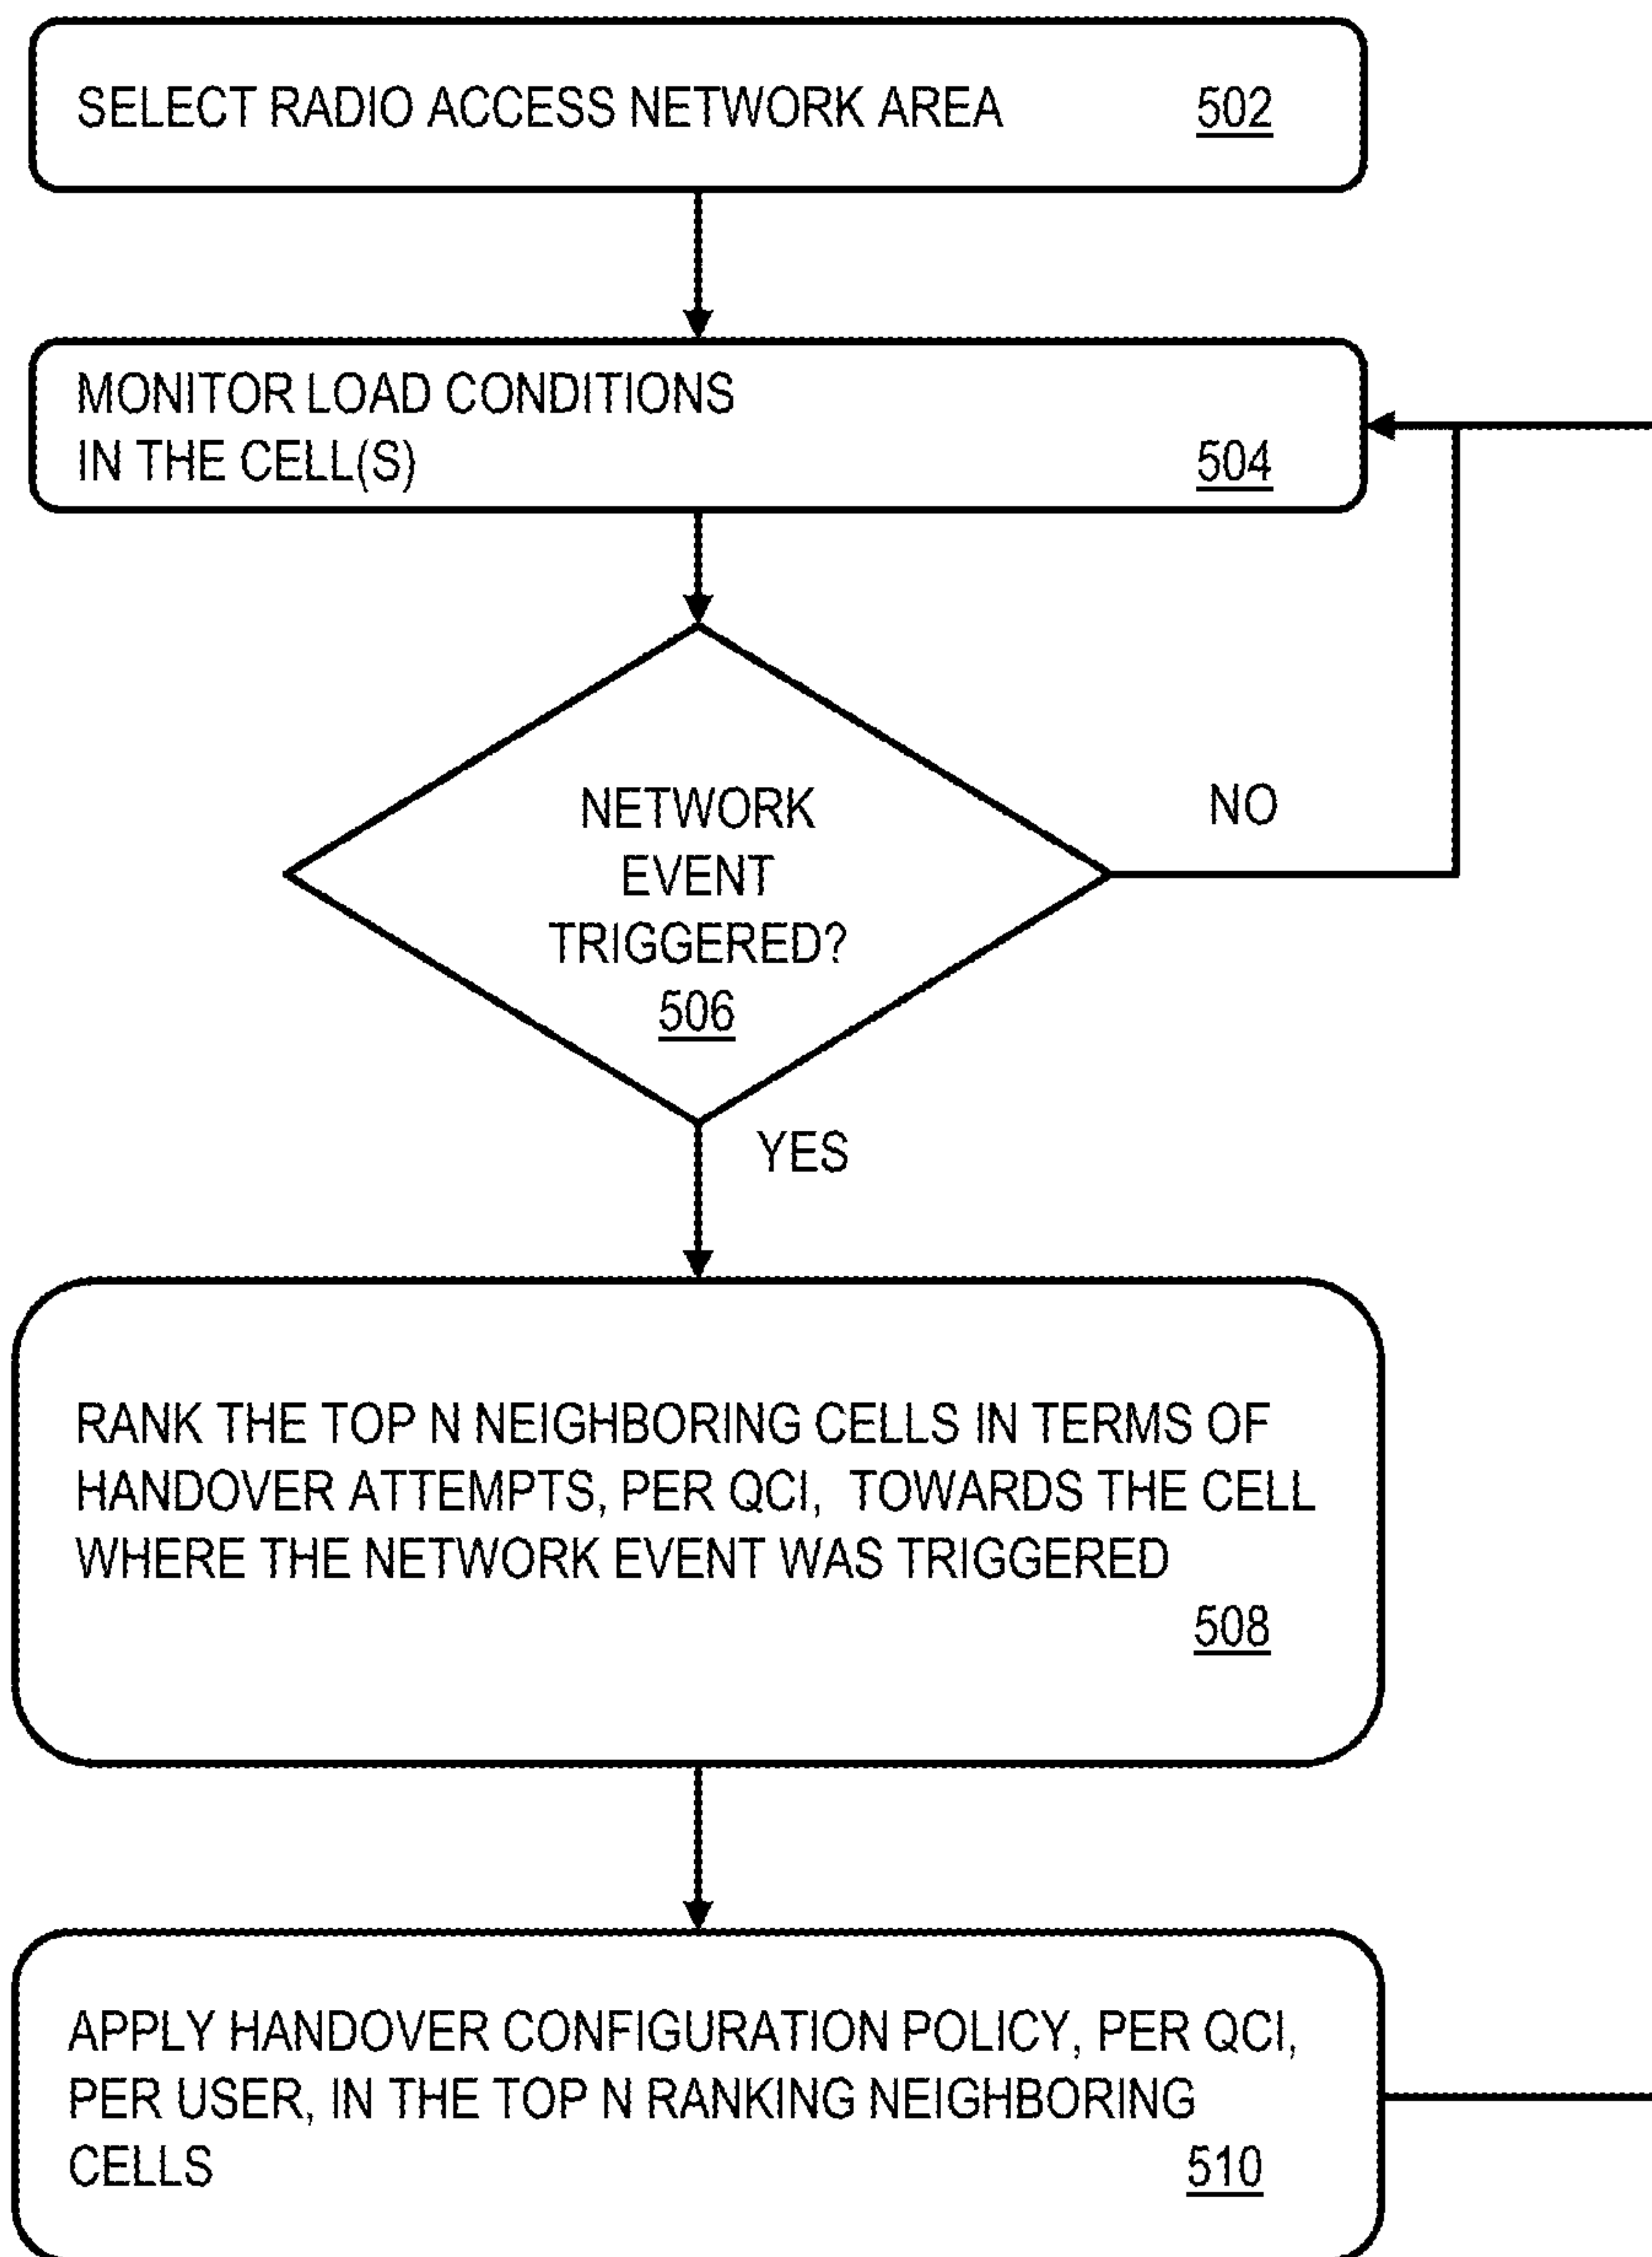 SELECT RADIO ACCESS NETWORK AREA 502
MONITOR LOAD CONDITIONS
IN THE CELL(S) 504
NETWORK
EVENT
TRIGGERED?
506
NO
YES
RANK THE TOP N NEIGHBORING CELLS IN TERMS OF
HANDOVER ATTEMPTS, PER QCI, TOWARDS THE CELL
WHERE THE NETWORK EVENT WAS TRIGGERED
508
APPLY HANDOVER CONFIGURATION POLICY, PER QCI,
PER USER, IN THE TOP N RANKING NEIGHBORING
CELLS 510